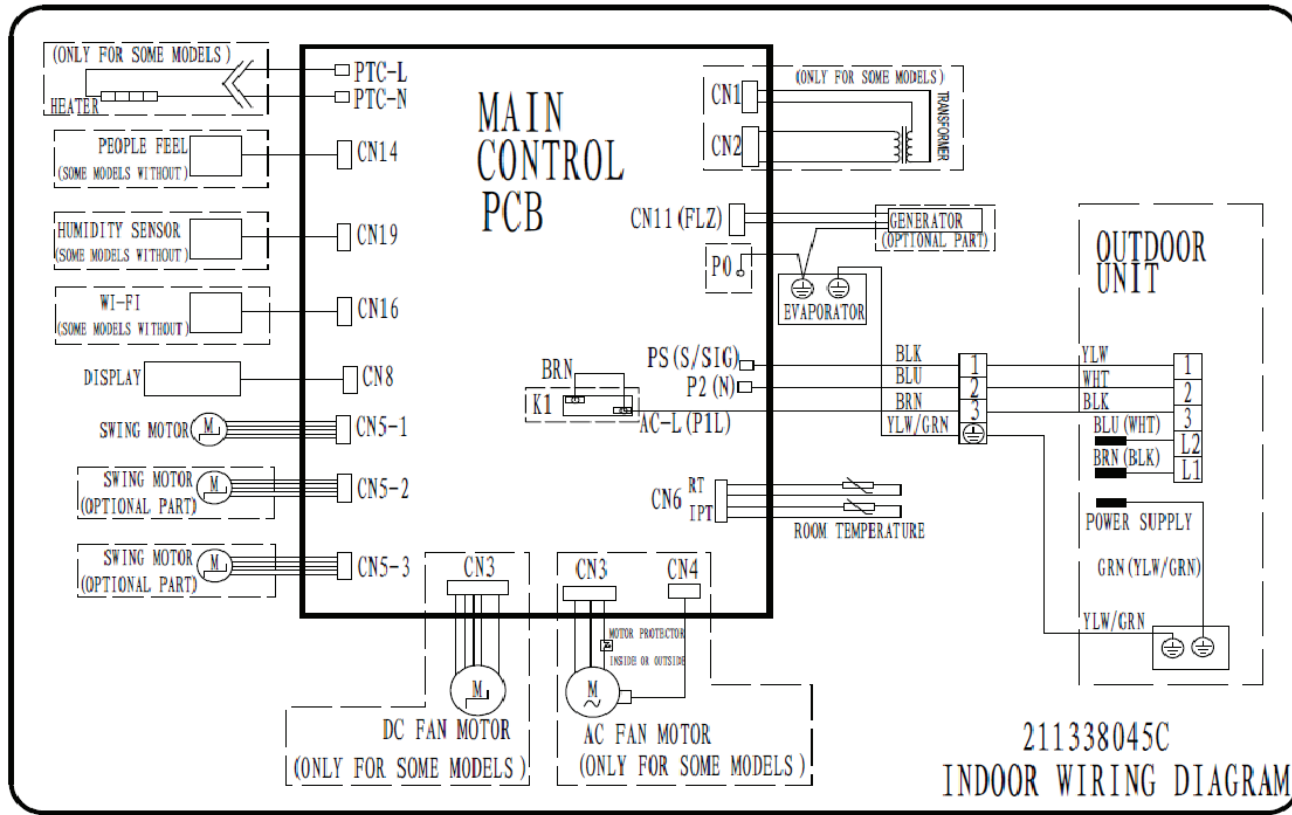 (ONLY FOR SOME MODELS)
HEATER
PTC-L
PTC-N
PEOPLE FEEL
(SOME MODELS WITHOUT)
CN14
HUMIDITY SENSOR
(SOME MODELS WITHOUT)
CN19
WI-FI
(SOME MODELS WITHOUT)
CN16
DISPLAY
CN8
SWING MOTOR
M
CN5-1
SWING MOTOR
(OPTIONAL PART)
M
CN5-2
SWING MOTOR
(OPTIONAL PART)
M
CN5-3
MAIN
CONTROL
PCB
(ONLY FOR SOME MODELS)
CN1
CN2
TRANSFORMER
CN11(FLZ)
GENERATOR
(OPTIONAL PART)
P0
EVAPORATOR
PS(S/SIG)
P2(N)
BRN
K1
AC-L(P1L)
BLK
BLU
BRN
YLW/GRN
1
2
3
CN6
RT
IPT
ROOM TEMPERATURE
CN3
M
DC FAN MOTOR
(ONLY FOR SOME MODELS)
CN3
CN4
MOTOR PROTECTOR
INSIDE OR OUTSIDE
M
AC FAN MOTOR
(ONLY FOR SOME MODELS)
OUTDOOR
UNIT
YLW
WHT
BLK
BLU(WHT)
BRN(BLK)
1
2
3
L2
L1
POWER SUPPLY
GRN(YLW/GRN)
YLW/GRN
211338045C
INDOOR WIRING DIAGRAM